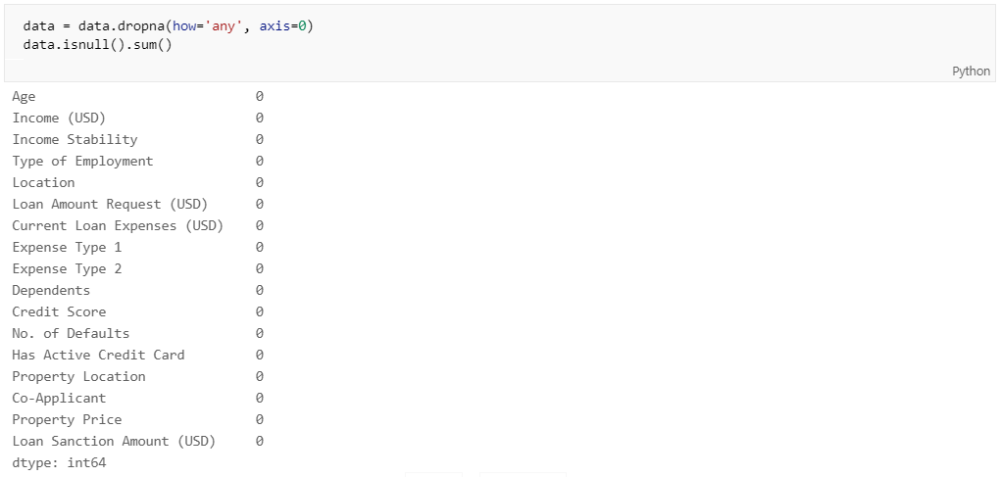 data = data.dropna(how='any', axis=0)
data.isnull().sum()
Python
Age 0
Income (USD) 0
Income Stability 0
Type of Employment 0
Location 0
Loan Amount Request (USD) 0
Current Loan Expenses (USD) 0
Expense Type 1 0
Expense Type 2 0
Dependents 0
Credit Score 0
No. of Defaults 0
Has Active Credit Card 0
Property Location 0
Co-Applicant 0
Property Price 0
Loan Sanction Amount (USD) 0
dtype: int64